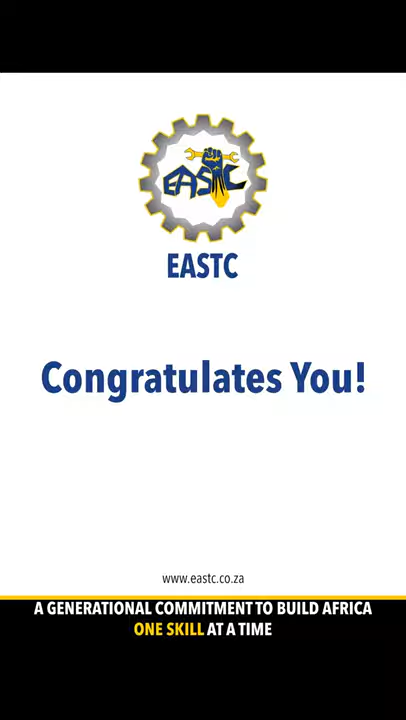 EASTC
EASTC
Congratulates You!
www.eastc.co.za
A GENERATIONAL COMMITMENT TO BUILD AFRICA
ONE SKILL AT A TIME